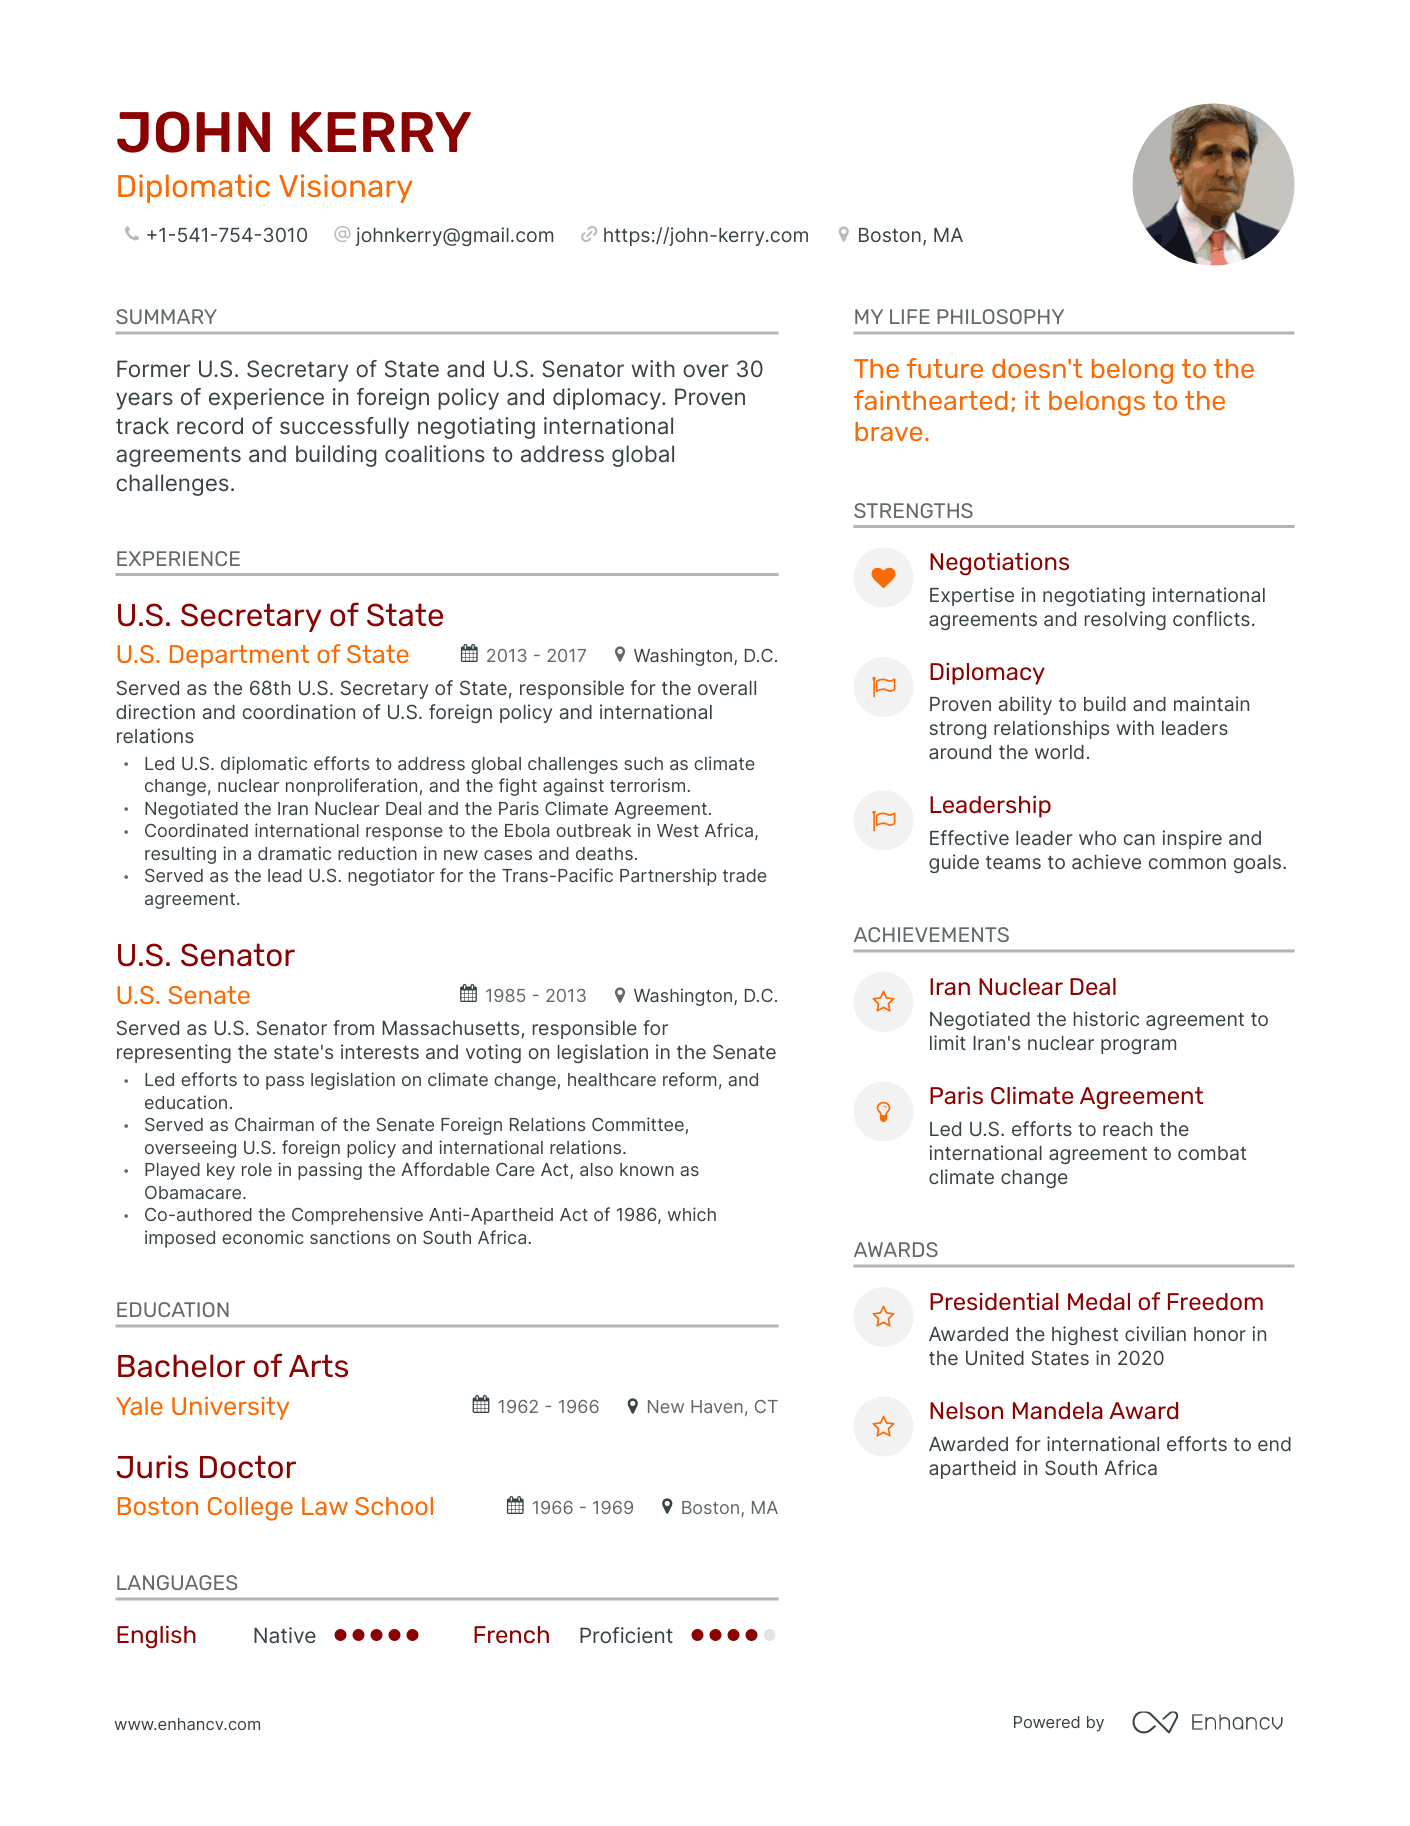 JOHN KERRY
Diplomatic Visionary
+1-541-754-3010 johnkerry@gmail.com https://john-kerry.com Boston, MA
SUMMARY
Former U.S. Secretary of State and U.S. Senator with over 30
years of experience in foreign policy and diplomacy. Proven
track record of successfully negotiating international
agreements and building coalitions to address global
challenges.
EXPERIENCE
U.S. Secretary of State
U.S. Department of State 2013 - 2017 Washington, D.C.
Served as the 68th U.S. Secretary of State, responsible for the overall
direction and coordination of U.S. foreign policy and international
relations
• Led U.S. diplomatic efforts to address global challenges such as climate
change, nuclear nonproliferation, and the fight against terrorism.
• Negotiated the Iran Nuclear Deal and the Paris Climate Agreement.
• Coordinated international response to the Ebola outbreak in West Africa,
resulting in a dramatic reduction in new cases and deaths.
• Served as the lead U.S. negotiator for the Trans-Pacific Partnership trade
agreement.
U.S. Senator
U.S. Senate 1985 - 2013 Washington, D.C.
Served as U.S. Senator from Massachusetts, responsible for
representing the state's interests and voting on legislation in the Senate
• Led efforts to pass legislation on climate change, healthcare reform, and
education.
• Served as Chairman of the Senate Foreign Relations Committee,
overseeing U.S. foreign policy and international relations.
• Played key role in passing the Affordable Care Act, also known as
Obamacare.
• Co-authored the Comprehensive Anti-Apartheid Act of 1986, which
imposed economic sanctions on South Africa.
EDUCATION
Bachelor of Arts
Yale University 1962 - 1966 New Haven, CT
Juris Doctor
Boston College Law School 1966 - 1969 Boston, MA
LANGUAGES
English Native French Proficient
MY LIFE PHILOSOPHY
The future doesn't belong to the
fainthearted; it belongs to the
brave.
STRENGTHS
Negotiations
Expertise in negotiating international
agreements and resolving conflicts.
Diplomacy
Proven ability to build and maintain
strong relationships with leaders
around the world.
Leadership
Effective leader who can inspire and
guide teams to achieve common goals.
ACHIEVEMENTS
Iran Nuclear Deal
Negotiated the historic agreement to
limit Iran's nuclear program
Paris Climate Agreement
Led U.S. efforts to reach the
international agreement to combat
climate change
AWARDS
Presidential Medal of Freedom
Awarded the highest civilian honor in
the United States in 2020
Nelson Mandela Award
Awarded for international efforts to end
apartheid in South Africa
www.enhancv.com
Powered by Enhancv